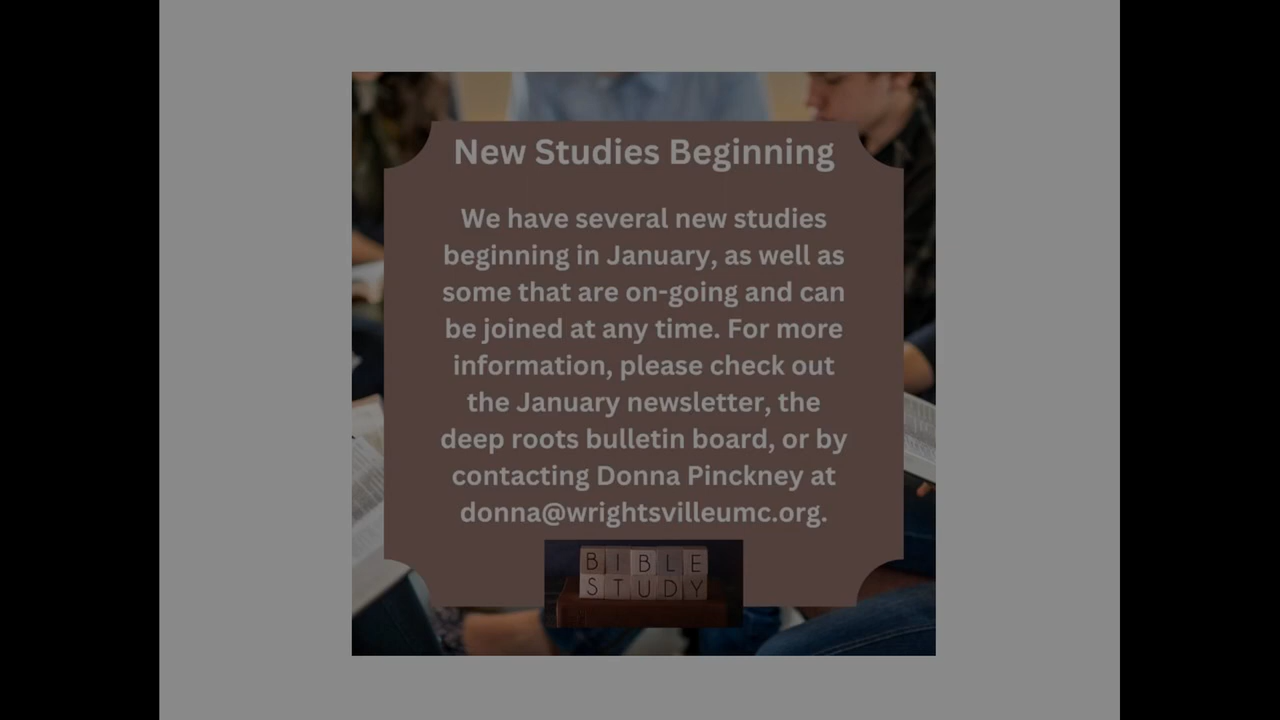 New Studies Beginning
We have several new studies
beginning in January, as well as
some that are on-going and can
be joined at any time. For more
information, please check out
the January newsletter, the
deep roots bulletin board, or by
contacting Donna Pinckney at
donna@wrightsvilleumc.org.
BIBLE
STUDY